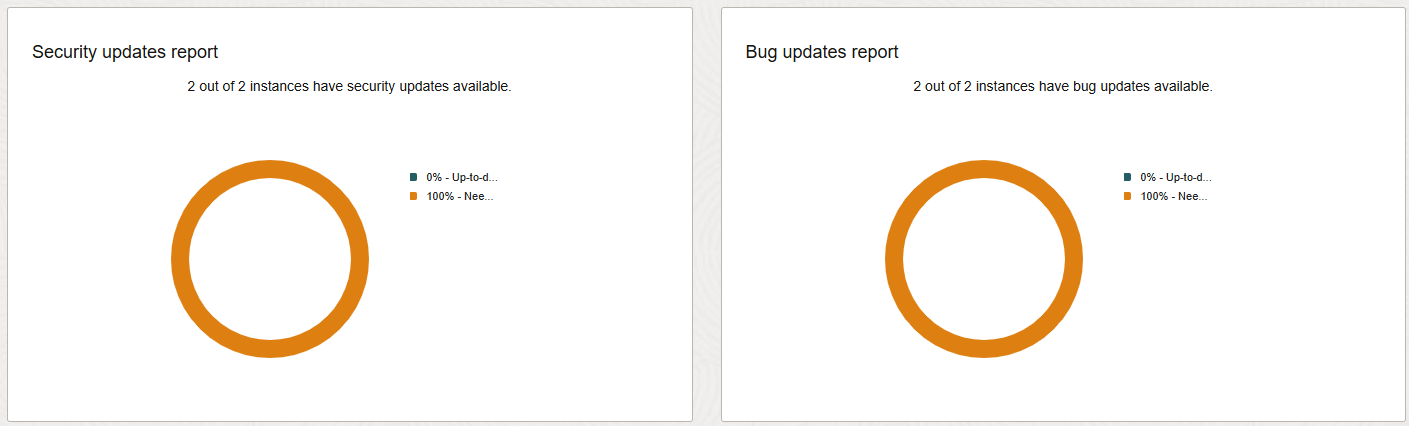 Security updates report
2 out of 2 instances have security updates available.
0% - Up-to-d...
100% - Nee...
Bug updates report
2 out of 2 instances have bug updates available.
0% - Up-to-d...
100% - Nee...